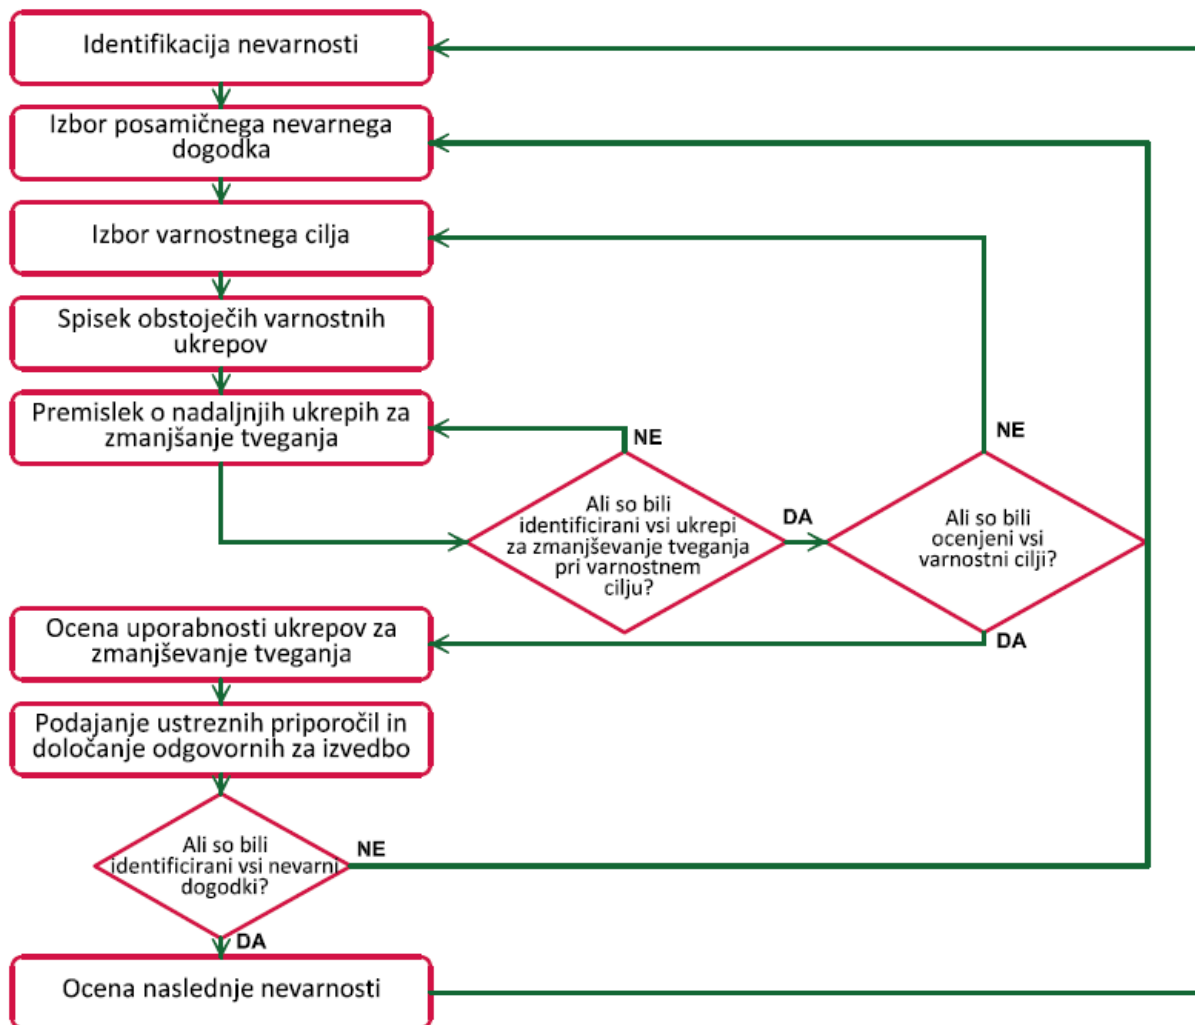 Identifikacija nevarnosti
Izbor posamičnega nevarnega
dogodka
Izbor varnostnega cilja
Spisek obstoječih varnostnih
ukrepov
Premislek o nadaljnjih ukrepih za
zmanjšanje tveganja
NE
NE
Ali so bili
identificirani vsi ukrepi
za zmanjševanje tveganja
pri varnostnem
cilju?
DA
Ali so bili
ocenjeni vsi
varnostni cilji?
DA
Ocena uporabnosti ukrepov za
zmanjševanje tveganja
Podajanje ustreznih priporočil in
določanje odgovornih za izvedbo
Ali so bili
identificirani vsi nevarni
dogodki?
NE
DA
Ocena naslednje nevarnosti